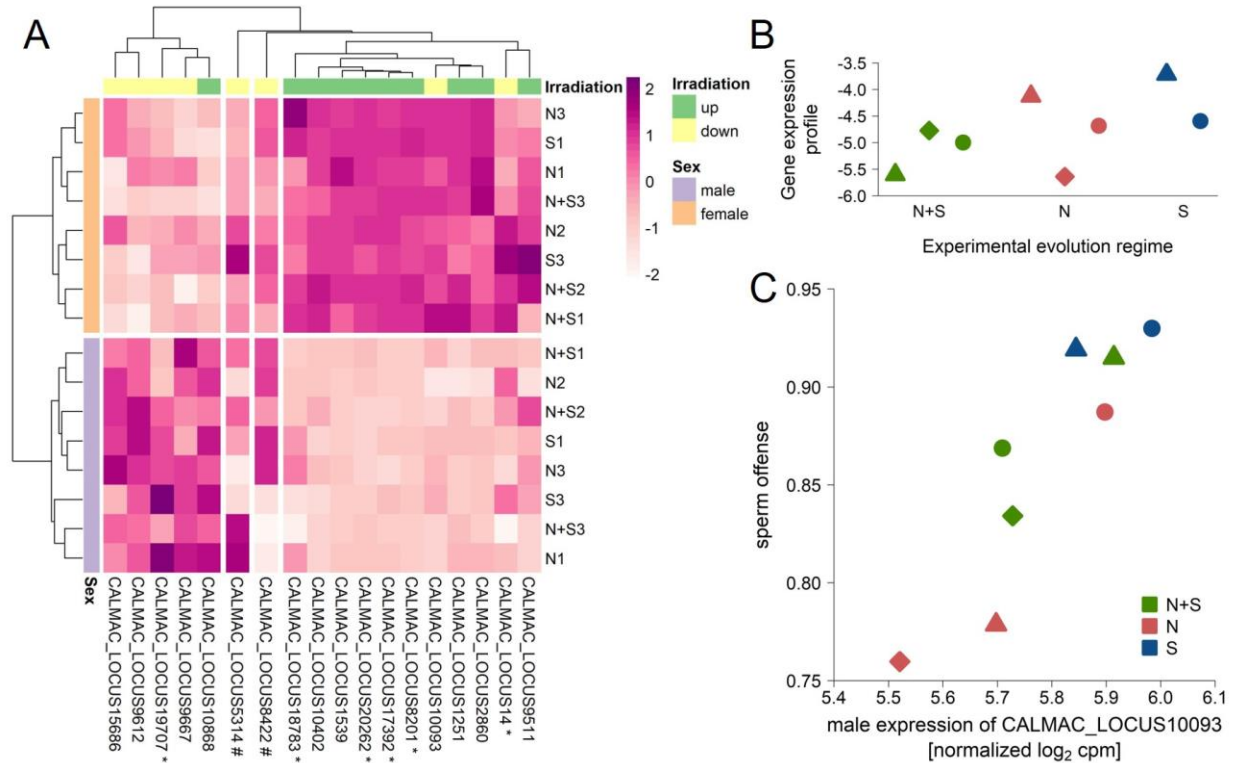 A
Irradiation
N3
S1
N1
N+S3
N2
S3
N+S2
N+S1
N+S1
N2
N+S2
S1
N3
S3
N+S3
N1
Sex
CALMAC_LOCUS15686
CALMAC_LOCUS9612
CALMAC_LOCUS19707 *
CALMAC_LOCUS9667
CALMAC_LOCUS10868
CALMAC_LOCUS5314 #
CALMAC_LOCUS8422 #
CALMAC_LOCUS18783 *
CALMAC_LOCUS10402
CALMAC_LOCUS1539
CALMAC_LOCUS20262 *
CALMAC_LOCUS17392 *
CALMAC_LOCUS8201 *
CALMAC_LOCUS10093
CALMAC_LOCUS1251
CALMAC_LOCUS2860
CALMAC_LOCUS14 *
CALMAC_LOCUS9511
2
1
0
-1
-2
Irradiation
up
down
Sex
male
female
B
Gene expression
profile
-3.5
-4.0
-4.5
-5.0
-5.5
-6.0
N+S N S
Experimental evolution regime
C
sperm offense
0.95
0.90
0.85
0.80
0.75
N+S
N
S
5.4 5.5 5.6 5.7 5.8 5.9 6.0 6.1
male expression of CALMAC_LOCUS10093
[normalized log₂ cpm]